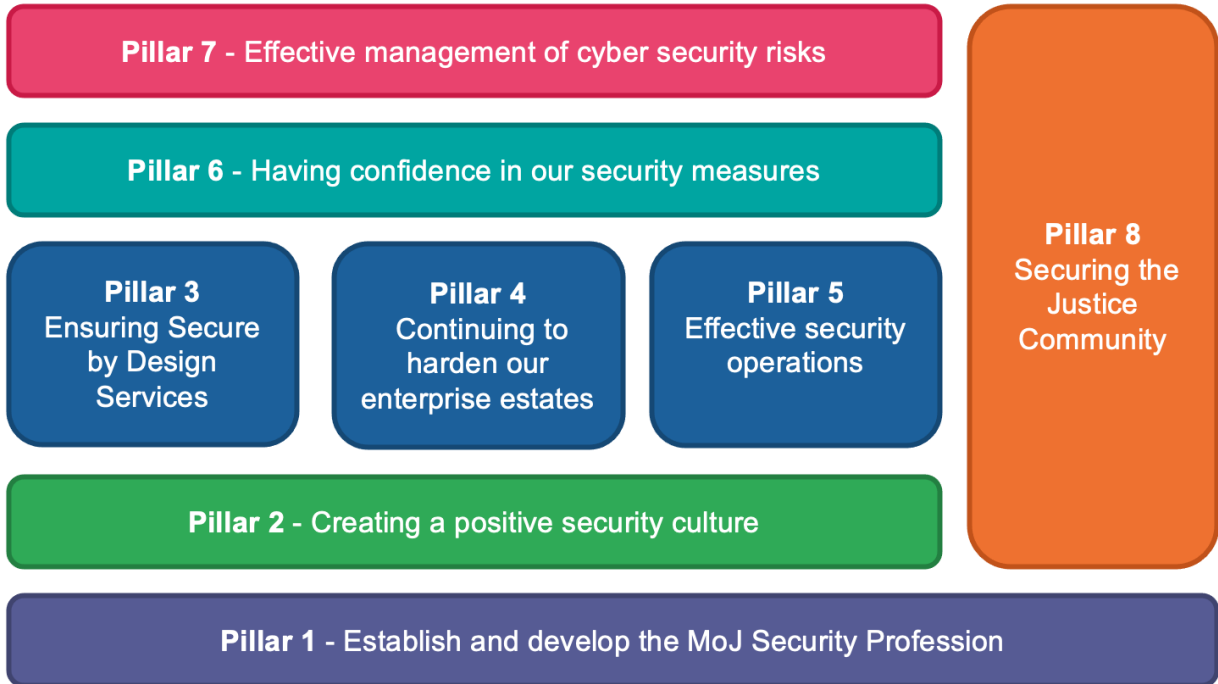 Pillar 7 - Effective management of cyber security risks
Pillar 6 - Having confidence in our security measures
Pillar 3
Ensuring Secure
by Design
Services
Pillar 4
Continuing to
harden our
enterprise estates
Pillar 5
Effective security
operations
Pillar 8
Securing the
Justice
Community
Pillar 2 - Creating a positive security culture
Pillar 1 - Establish and develop the MoJ Security Profession